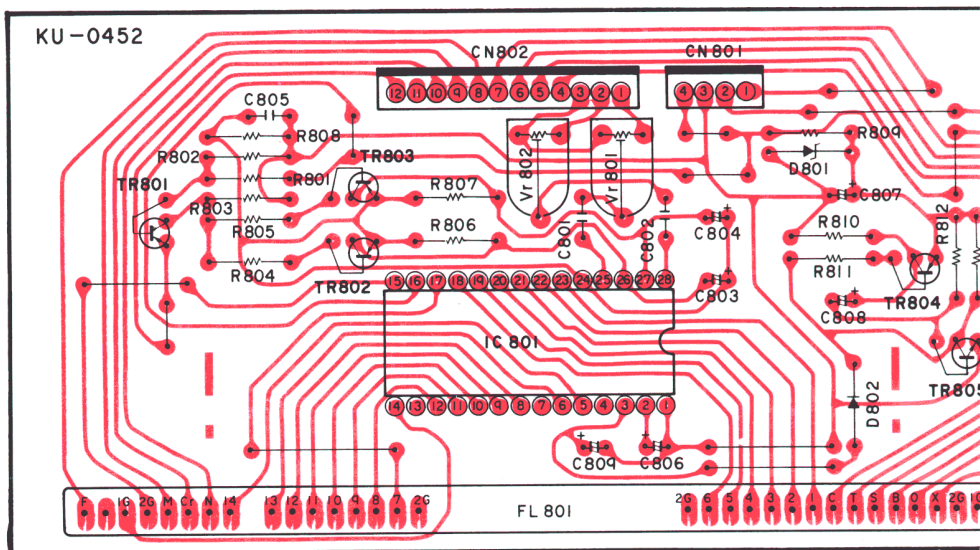 KU-0452
CN802
CN801
12 11 10 9 8 7 6 5 4 3 2 1
4 3 2 1
C805
R808
R809
R802
TR803
D801
TR801
R801
R807
Vr802
Vr801
C807
R803
R812
R805
R806
C801
C802
C804
R810
R804
R811
TR802
TR804
15 16 17 18 19 20 21 22 23 24 25 26 27 28
C803
C808
IC801
TR805
D802
14 13 12 11 10 9 8 7 6 5 4 3 2 1
+
+
C809
C806
F 1G 2G M Cr N 14 13 12 11 10 9 8 7 2G
FL801
2G 6 5 4 3 2 1 C T S B O X 2G 1G